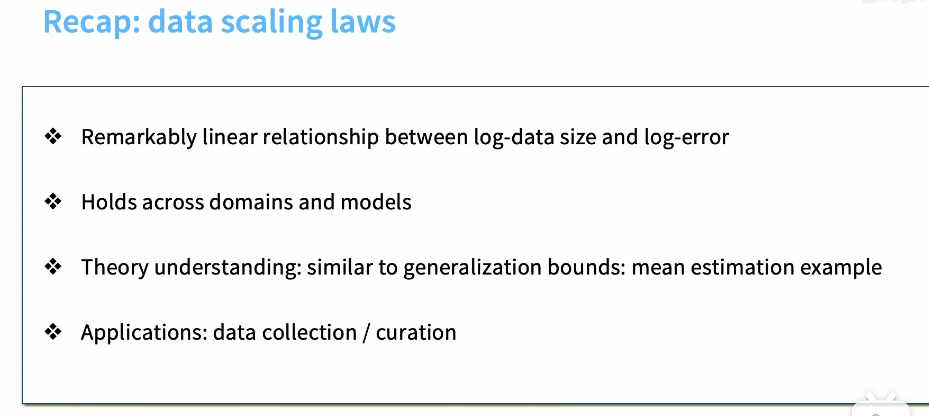 Recap: data scaling laws
❖ Remarkably linear relationship between log-data size and log-error
❖ Holds across domains and models
❖ Theory understanding: similar to generalization bounds: mean estimation example
❖ Applications: data collection / curation